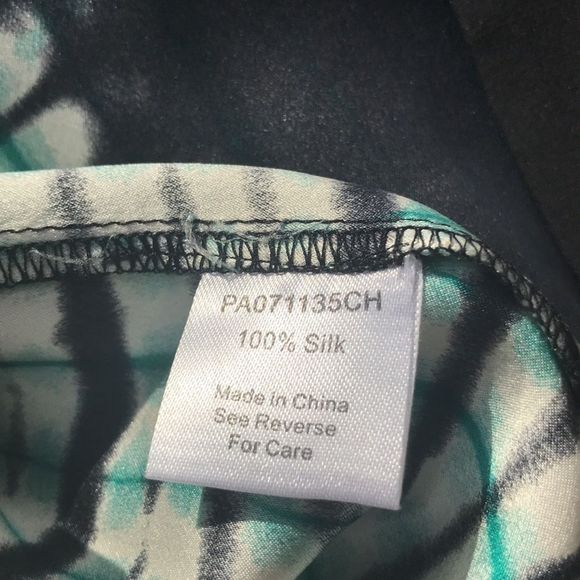 PA071135CH
100% Silk
Made in China
See Reverse
For Care